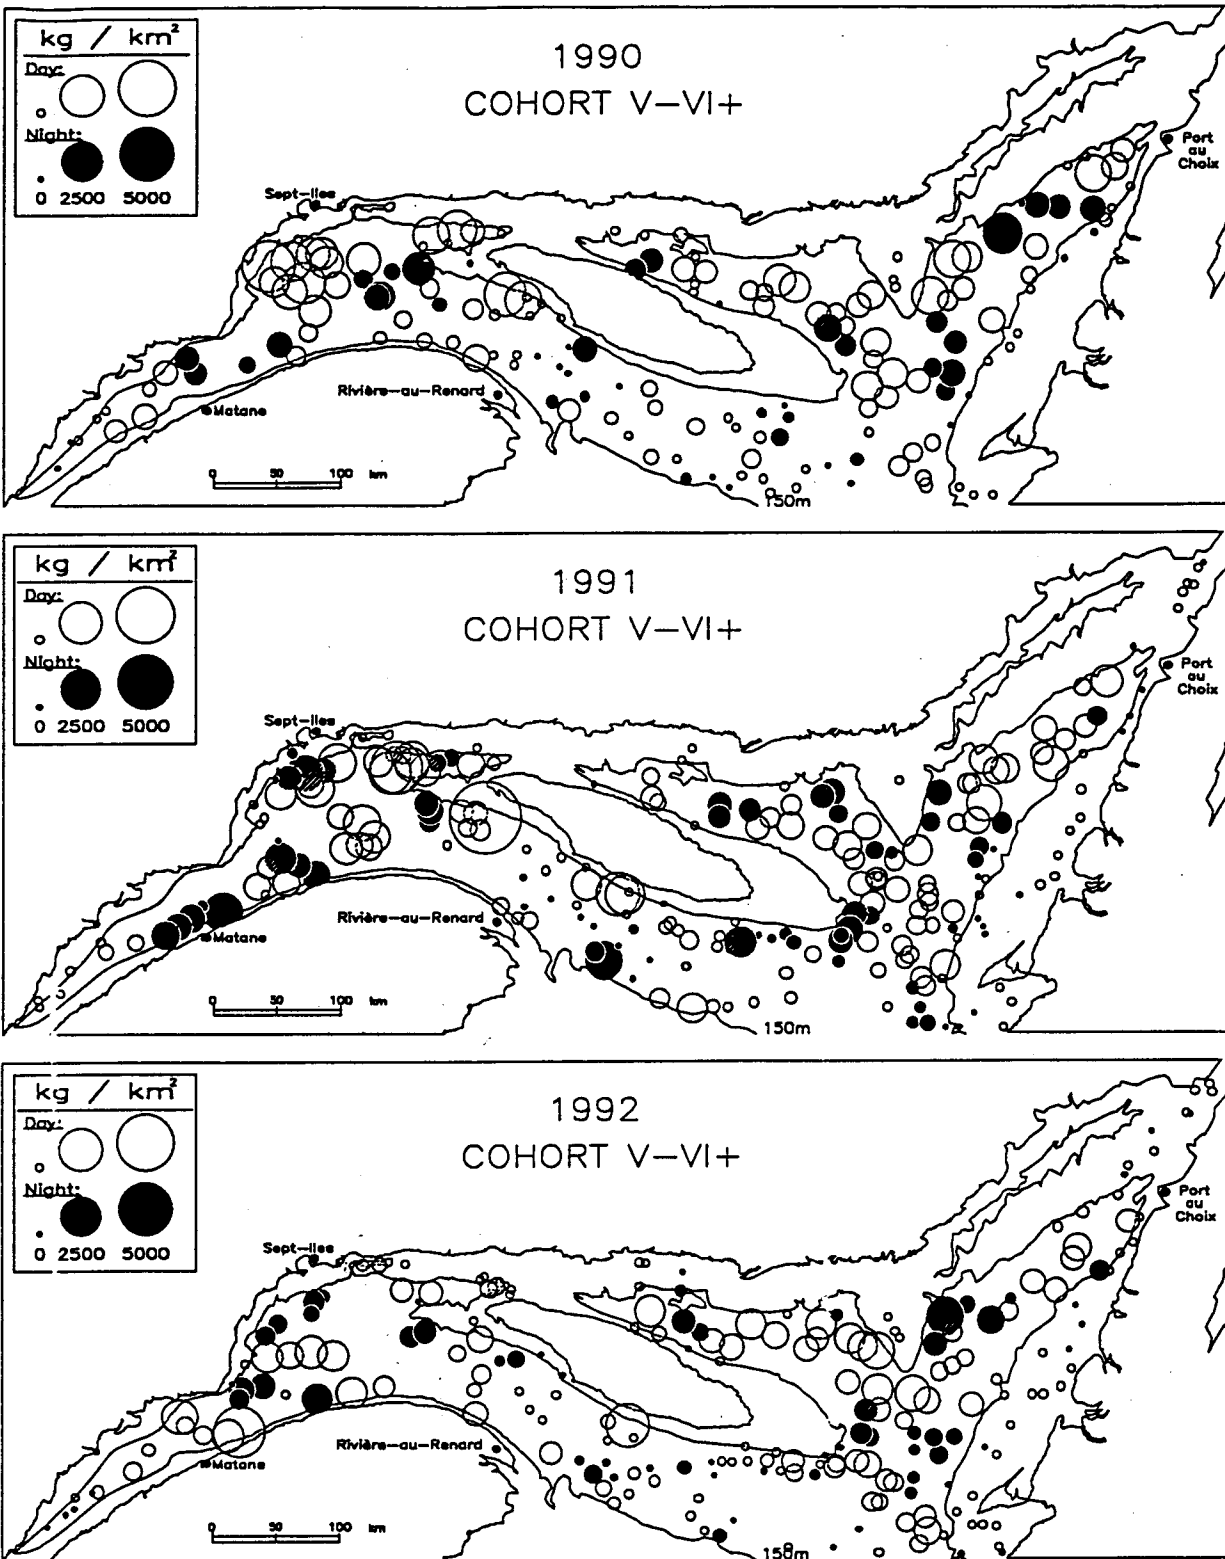 kg / km²
Day:
Night:
0 2500 5000
1990
COHORT V–VI+
Port
au
Choix
Sept-Iles
Rivière-au-Renard
Matane
0 50 100 km
150m
kg / km²
Day:
Night:
0 2500 5000
1991
COHORT V–VI+
Port
au
Choix
Sept-Iles
Rivière-au-Renard
Matane
0 50 100 km
150m
kg / km²
Day:
Night:
0 2500 5000
1992
COHORT V–VI+
Port
au
Choix
Sept-Iles
Rivière-au-Renard
Matane
0 50 100 km
150m